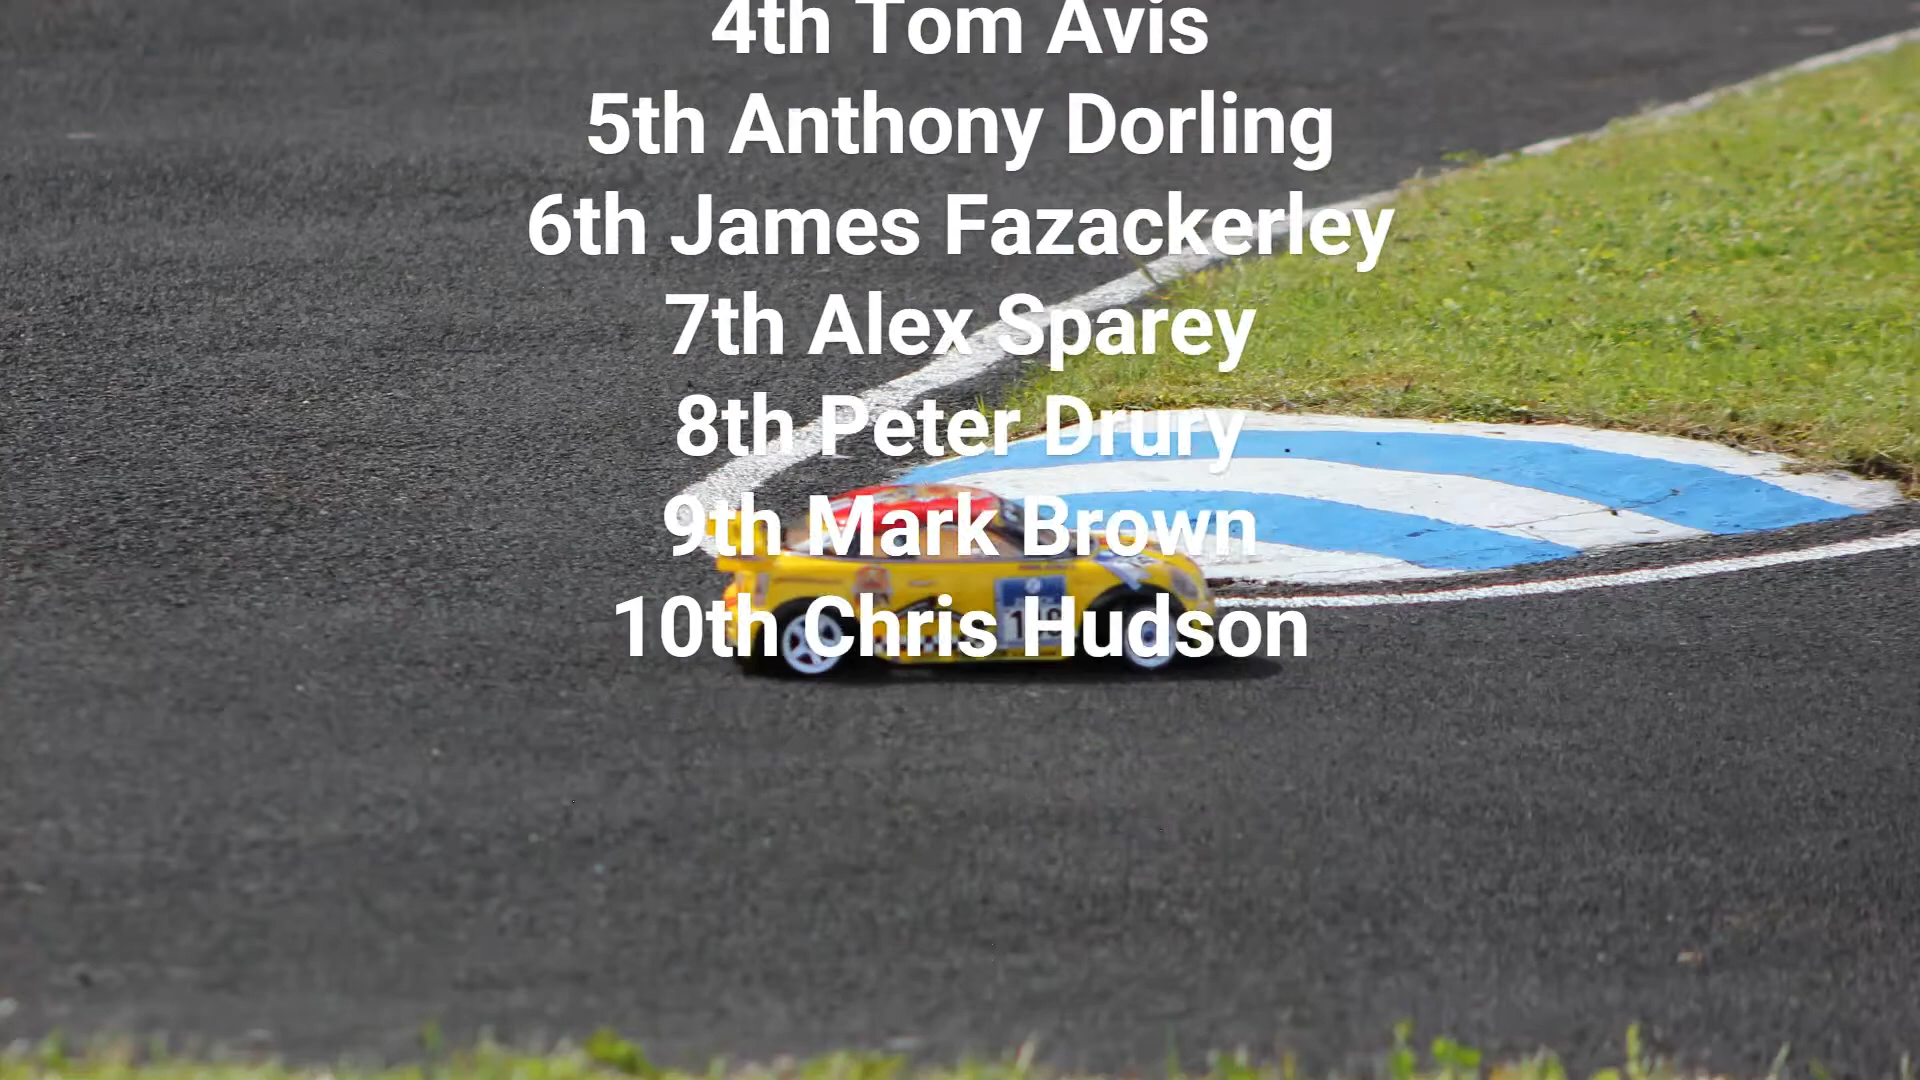 4th Tom Avis
5th Anthony Dorling
6th James Fazackerley
7th Alex Sparey
8th Peter Drury
9th Mark Brown
10th Chris Hudson